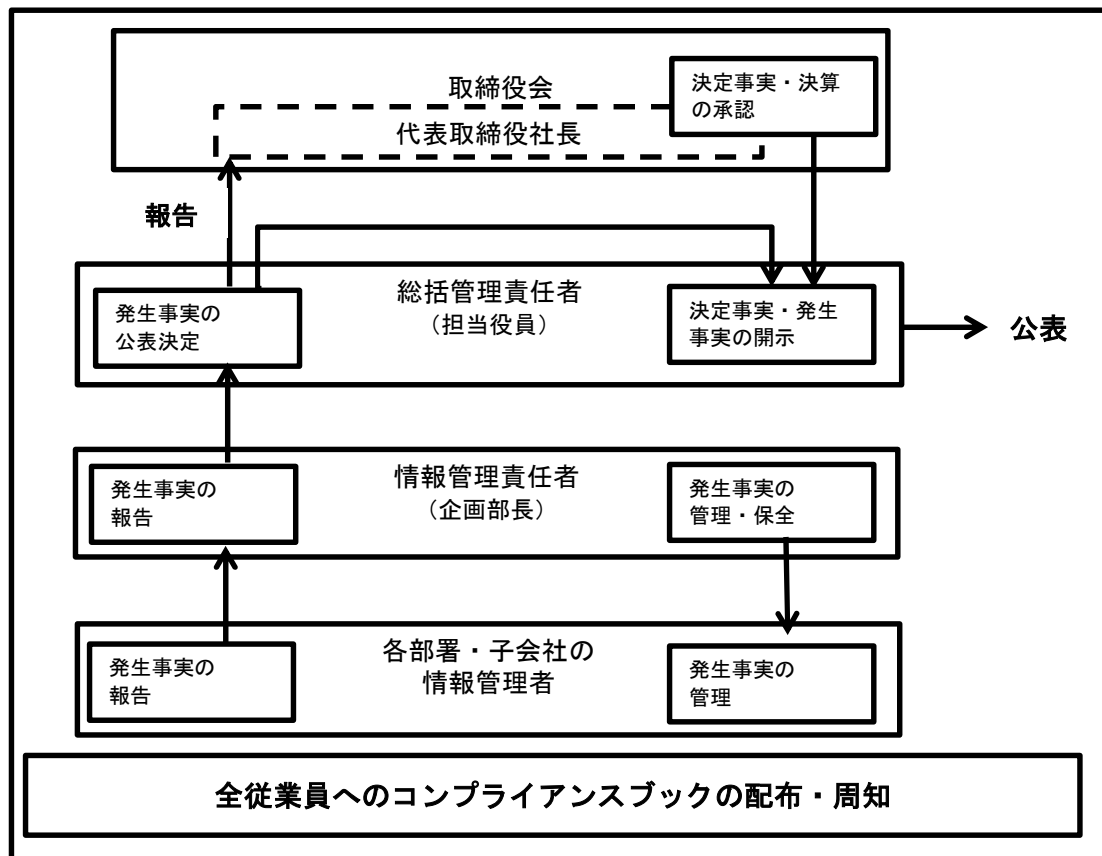 取締役会
代表取締役社長
決定事実・決算
の承認
報告
総括管理責任者
（担当役員）
発生事実の
公表決定
決定事実・発生
事実の開示
公表
情報管理責任者
（企画部長）
発生事実の
報告
発生事実の
管理・保全
各部署・子会社の
情報管理者
発生事実の
報告
発生事実の
管理
全従業員へのコンプライアンスブックの配布・周知